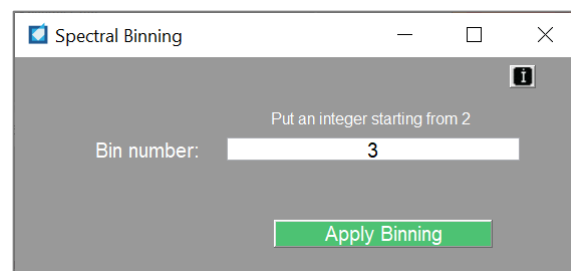 Spectral Binning
i
Put an integer starting from 2
Bin number: 3
Apply Binning